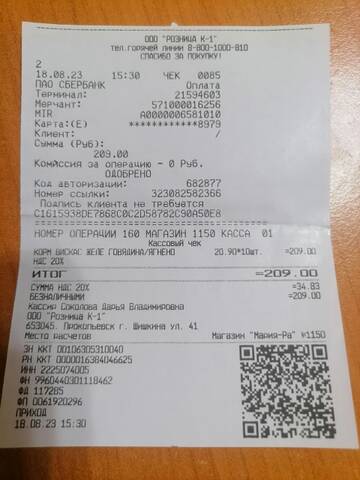 ООО "РОЗНИЦА К-1"
тел.горячей линии 8-800-1000-810
СПАСИБО ЗА ПОКУПКУ!
2
18.08.23 15:30 ЧЕК 0085
ПАО СБЕРБАНК Оплата
Терминал: 21594603
Мерчант: 571000016256
MIR A0000006581010
Карта:(E) ************8979
Клиент: /
Сумма (Руб):
209.00
Комиссия за операцию - 0 Руб.
ОДОБРЕНО
Код авторизации: 682877
Номер ссылки: 323082582366
Подпись клиента не требуется
C1615938DE7868C0C2D58782C90A50E8
НОМЕР ОПЕРАЦИИ 160 МАГАЗИН 1150 КАССА 01
Кассовый чек
КОРМ ВИСКАС ЖЕЛЕ ГОВЯДИНА/ЯГНЕНО 20.90*10шт. =209.00
НДС 20%
ИТОГ =209.00
СУММА НДС 20% =34.83
БЕЗНАЛИЧНЫМИ =209.00
Кассир Соколова Дарья Владимировна
ООО "Розница К-1"
653045. Прокопьевск г. Шишкина ул. 41
Место расчетов Магазин "Мария-Ра" №1150
ЗН ККТ 00106305310040
РН ККТ 0000016384046625
ИНН 2225074005
ФН 9960440301118462
ФД 117285
ФП 0061920296
ПРИХОД
18.08.23 15:30